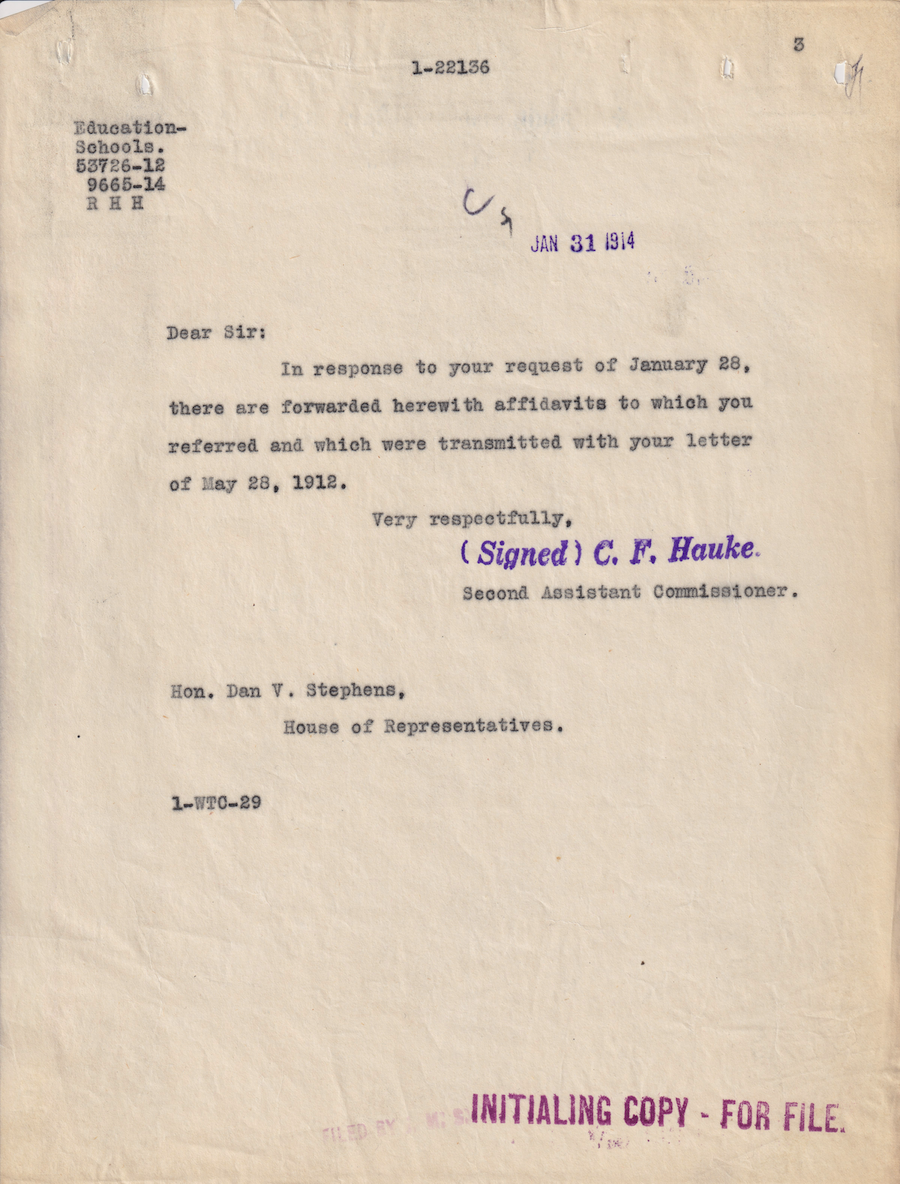 3
1-22136
Education-
Schools.
53726-12
9665-14
R H H
JAN 31 1914
Dear Sir:
In response to your request of January 28,
there are forwarded herewith affidavits to which you
referred and which were transmitted with your letter
of May 28, 1912.
Very respectfully,
(Signed) C. F. Hauke.
Second Assistant Commissioner.
Hon. Dan V. Stephens,
House of Representatives.
1-WTC-29
INITIALING COPY - FOR FILE.
FILED BY